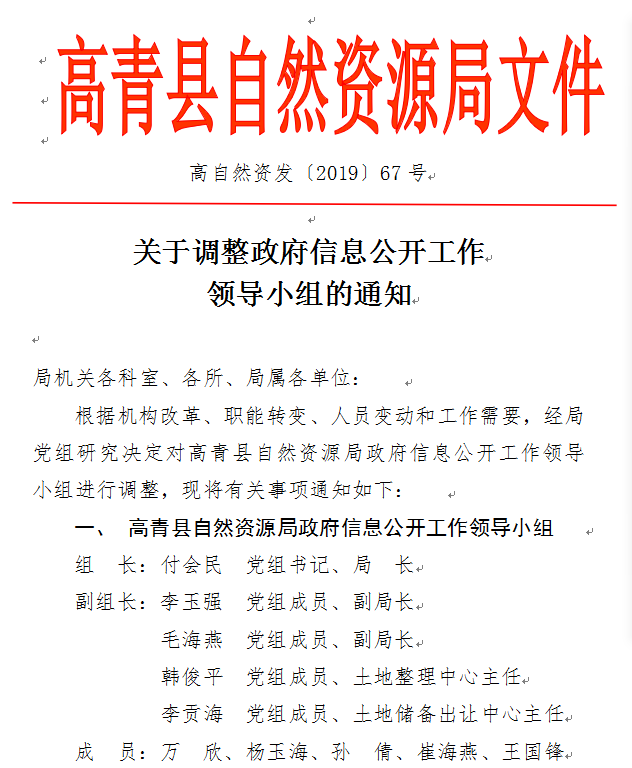 高青县自然资源局文件
高自然资发〔2019〕67 号
关于调整政府信息公开工作
领导小组的通知
局机关各科室、各所、局属各单位：
根据机构改革、职能转变、人员变动和工作需要，经局
党组研究决定对高青县自然资源局政府信息公开工作领导
小组进行调整，现将有关事项通知如下：
一、 高青县自然资源局政府信息公开工作领导小组
组　长：付会民　党组书记、局　长
副组长：李玉强　党组成员、副局长
毛海燕　党组成员、副局长
韩俊平　党组成员、土地整理中心主任
李贡海　党组成员、土地储备出让中心主任
成　员：万　欣、杨玉海、孙　倩、崔海燕、王国锋